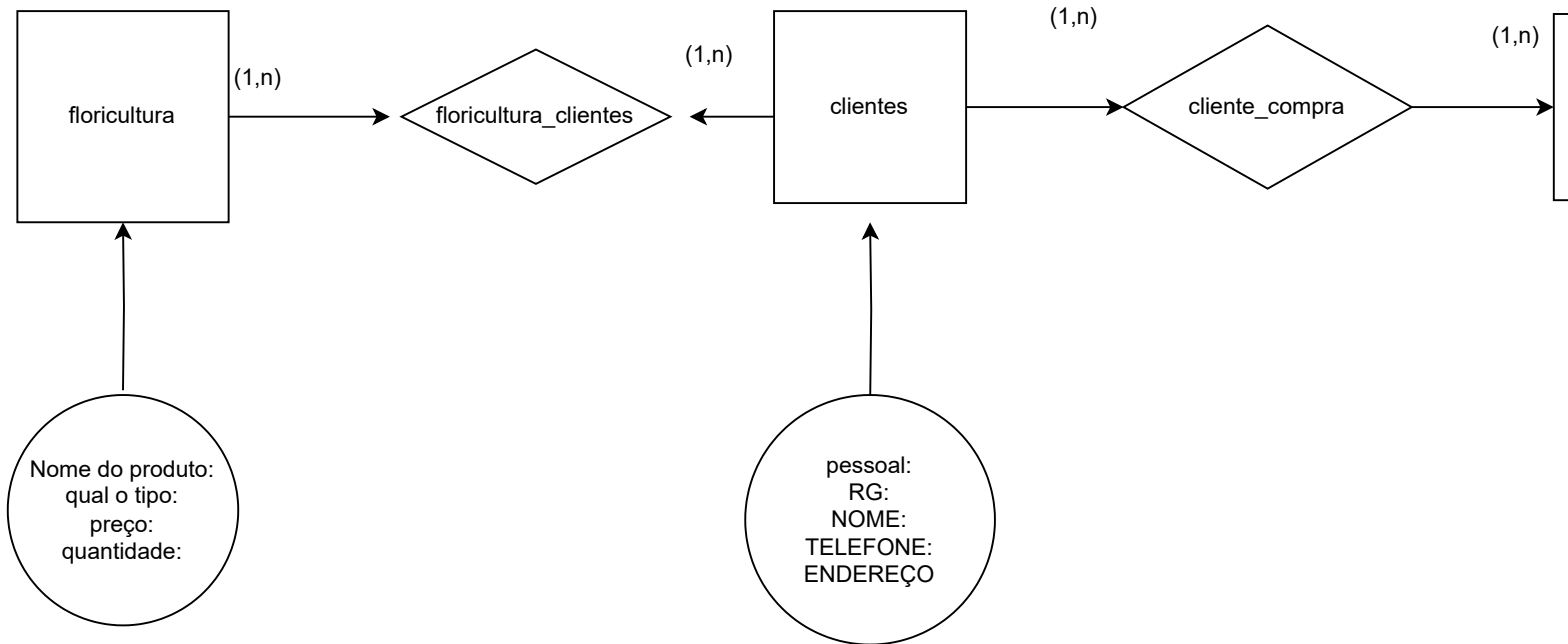 (1,n)
(1,n)
(1,n)
(1,n)
floricultura
floricultura_clientes
clientes
cliente_compra
Nome do produto:
qual o tipo:
preço:
quantidade:
pessoal:
RG:
NOME:
TELEFONE:
ENDEREÇO